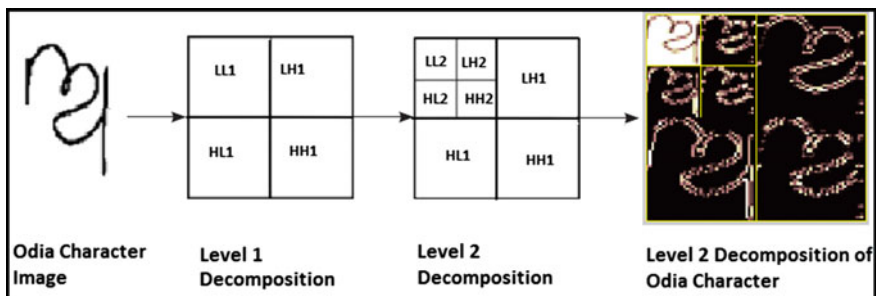 LL1 LH1
HL1 HH1
LL2 LH2
HL2 HH2
LH1
HL1 HH1
Odia Character
Image
Level 1
Decomposition
Level 2
Decomposition
Level 2 Decomposition of
Odia Character